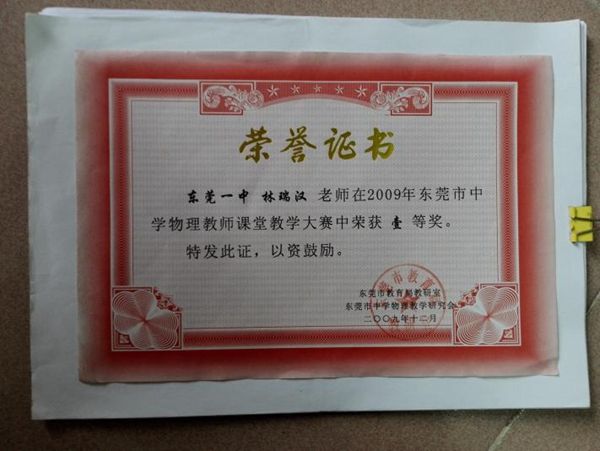 荣誉证书
东莞一中 林瑞汉 老师在2009年东莞市中
学物理教师课堂教学大赛中荣获 壹 等奖。
特发此证，以资鼓励。
东莞市教育局教研室
东莞市中学物理教学研究会
二〇〇九年十二月